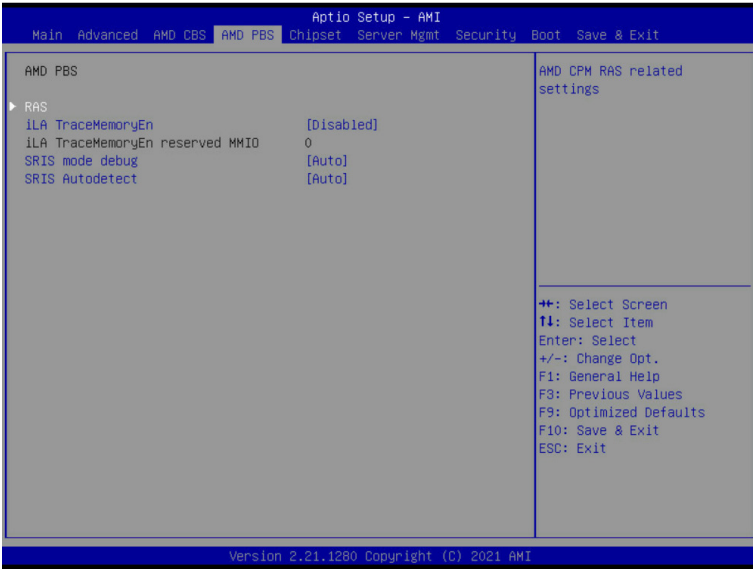 Aptio Setup – AMI
Main Advanced AMD CBS AMD PBS Chipset Server Mgmt Security Boot Save & Exit
AMD PBS
RAS
iLA TraceMemoryEn [Disabled]
iLA TraceMemoryEn reserved MMIO 0
SRIS mode debug [Auto]
SRIS Autodetect [Auto]
AMD CPM RAS related
settings
→←: Select Screen
↑↓: Select Item
Enter: Select
+/-: Change Opt.
F1: General Help
F3: Previous Values
F9: Optimized Defaults
F10: Save & Exit
ESC: Exit
Version 2.21.1280 Copyright (C) 2021 AMI